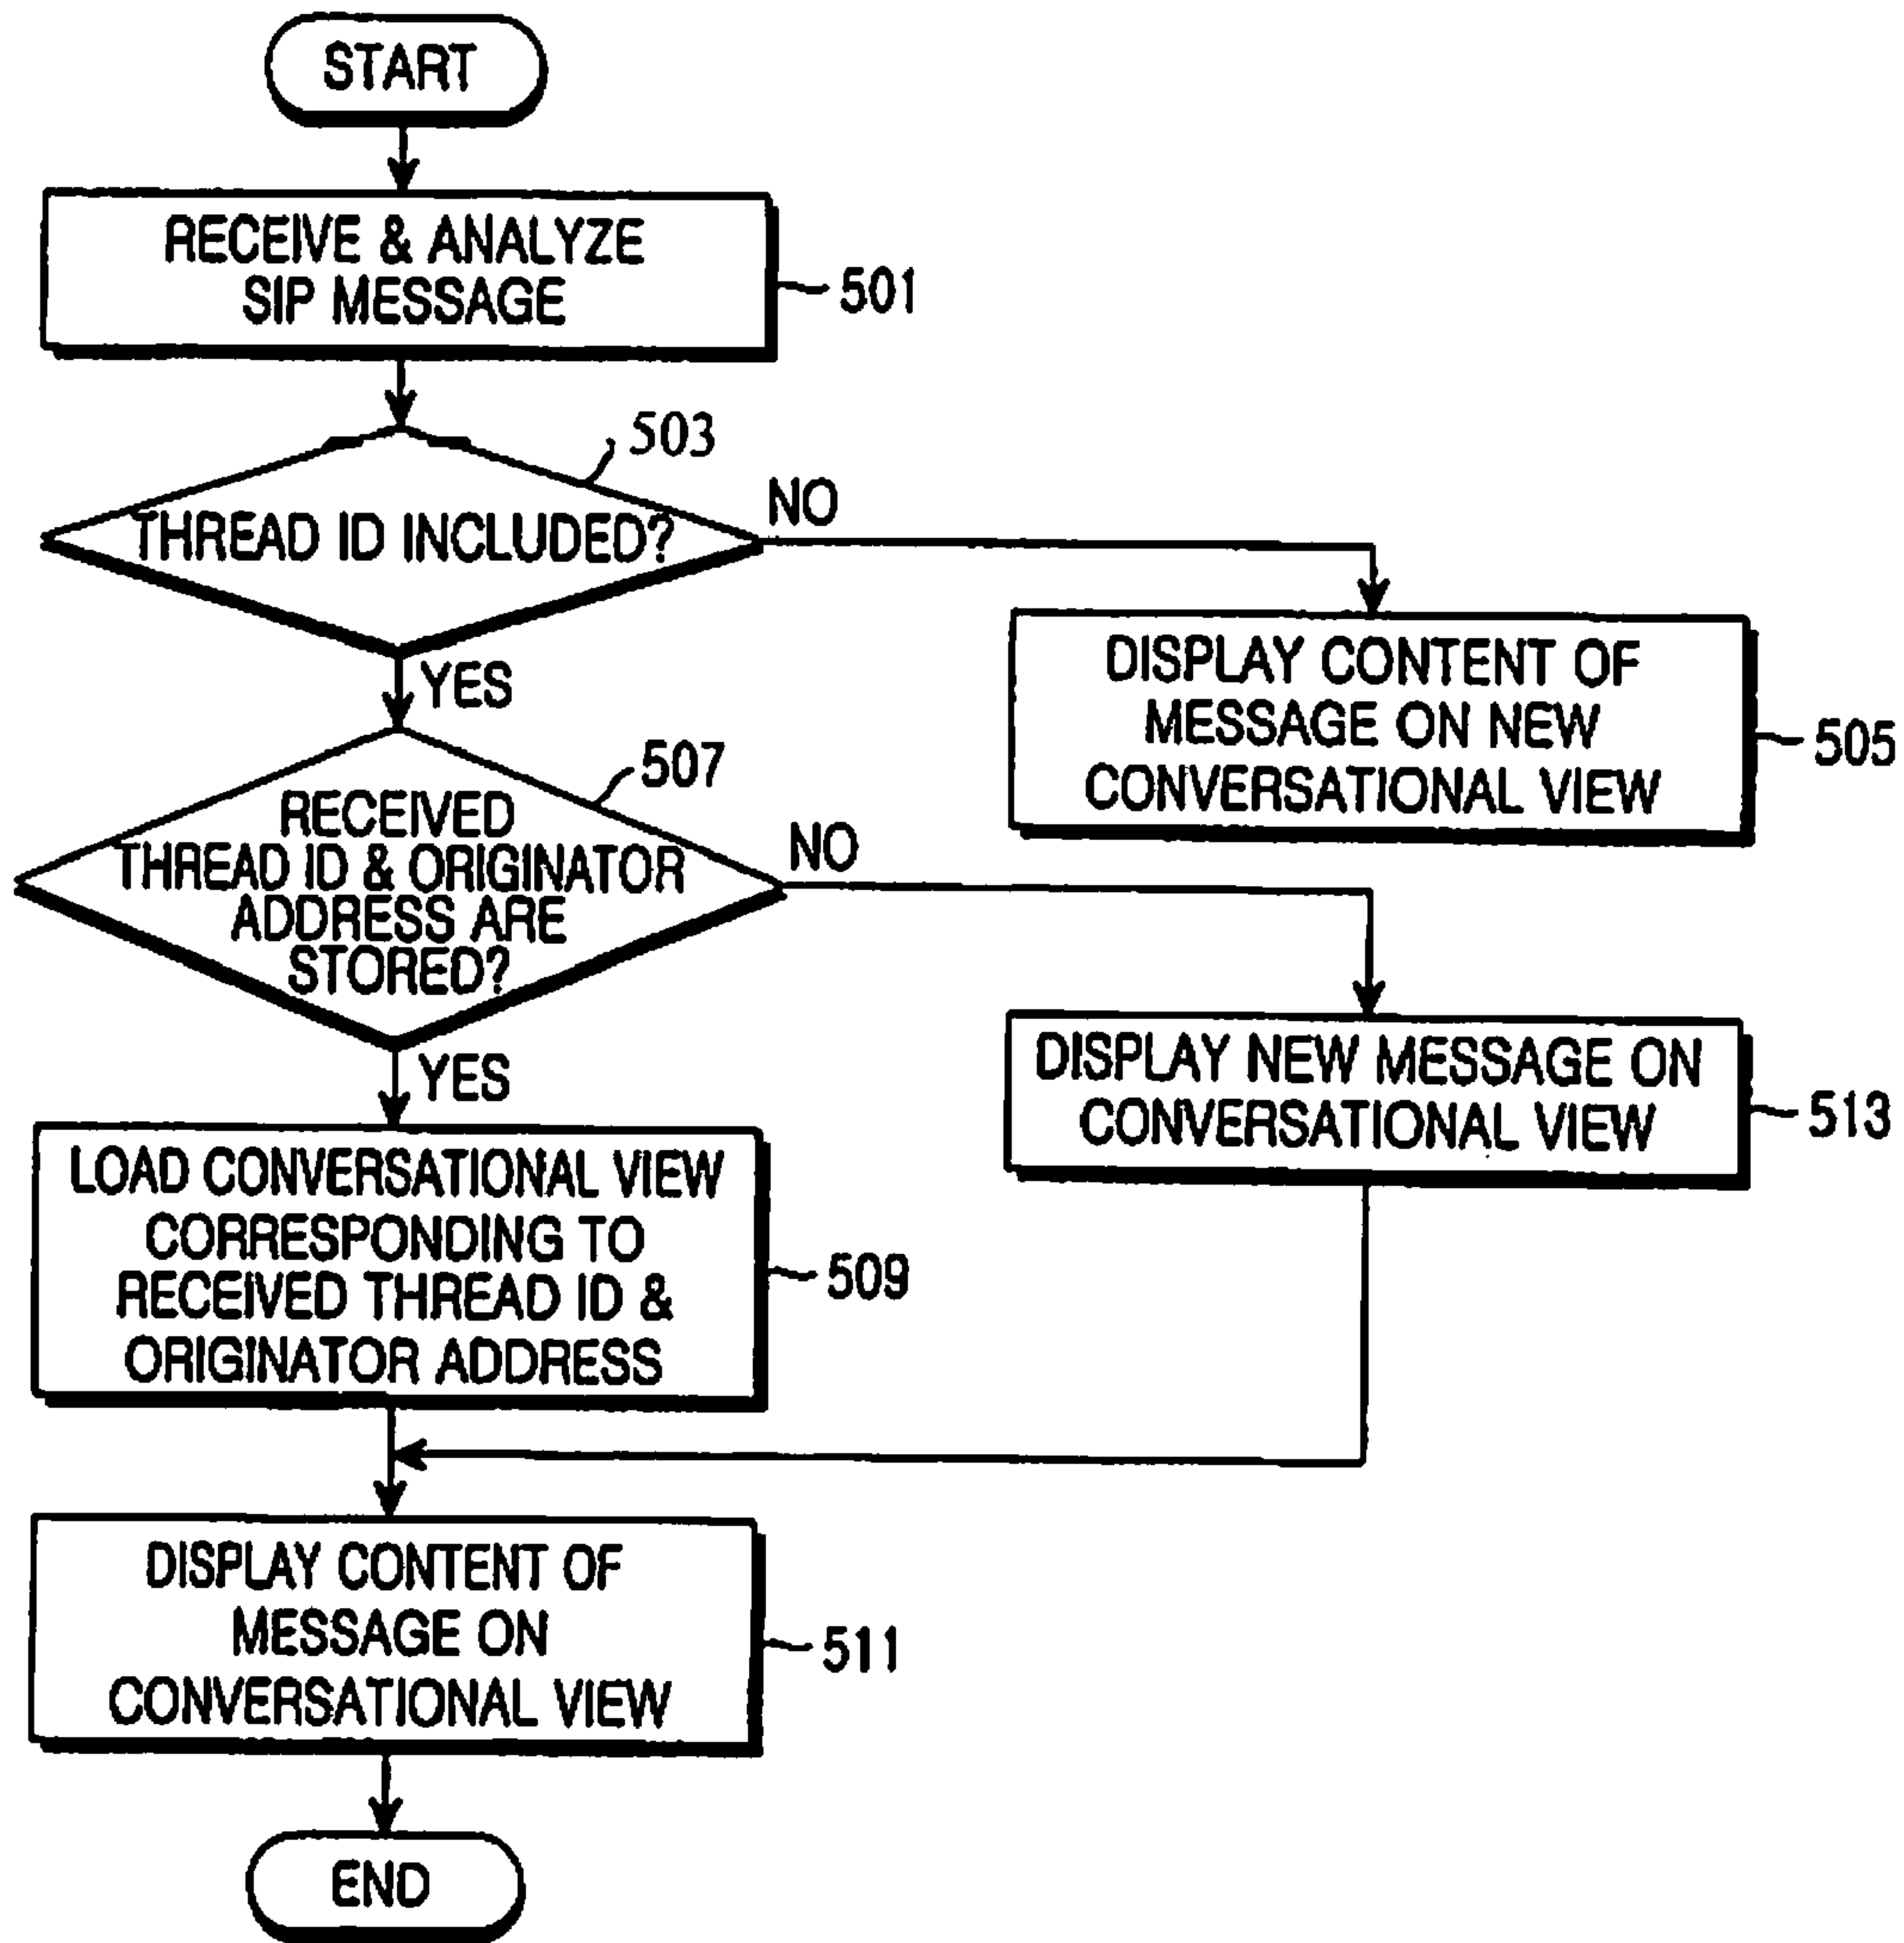 START
RECEIVE & ANALYZE
SIP MESSAGE
501
503
THREAD ID INCLUDED?
NO
YES
DISPLAY CONTENT OF
MESSAGE ON NEW
CONVERSATIONAL VIEW
505
507
RECEIVED
THREAD ID & ORIGINATOR
ADDRESS ARE
STORED?
NO
YES
DISPLAY NEW MESSAGE ON
CONVERSATIONAL VIEW
513
LOAD CONVERSATIONAL VIEW
CORRESPONDING TO
RECEIVED THREAD ID &
ORIGINATOR ADDRESS
509
DISPLAY CONTENT OF
MESSAGE ON
CONVERSATIONAL VIEW
511
END